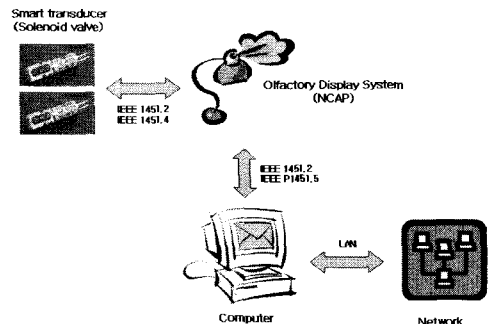 Smart transducer
(Solenoid valve)
IEEE 1451.2
IEEE 1451.4
Olfactory Display System
(NCAP)
IEEE 1451.2
IEEE P1451.5
LAN
Computer
Network